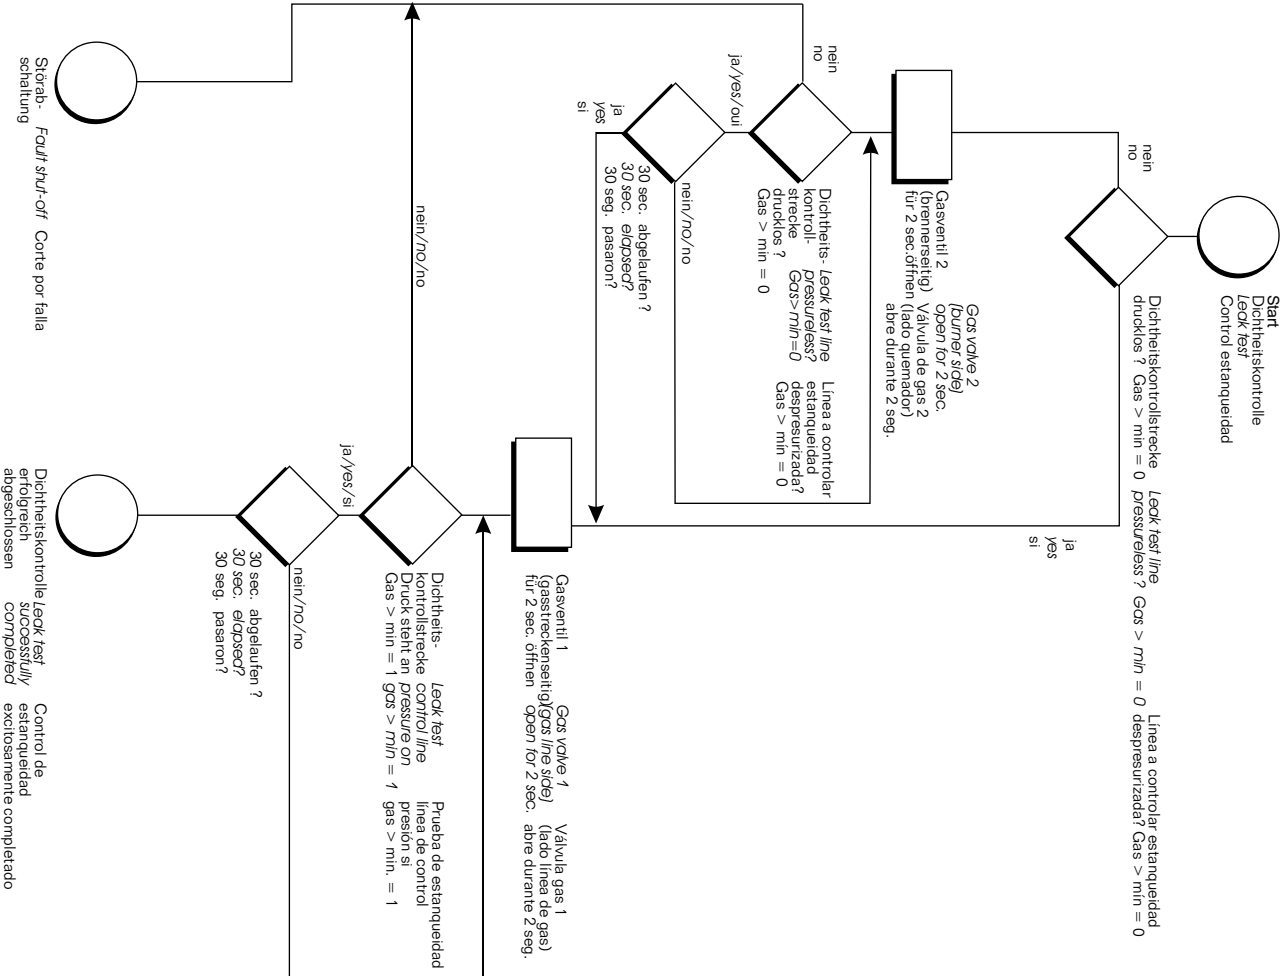 Start
Dichtheitskontrolle
Leak test
Control estanqueidad
Dichtheitskontrollstrecke
drucklos ? Gas > min = 0
Leak test line
pressureless ? Gas > min = 0
Línea a controlar estanqueidad
despresurizada? Gas > mín = 0
nein
no
ja
yes
si
Gasventil 2
(brennerseitig)
für 2 sec.öffnen
Gas valve 2
(burner side)
open for 2 sec.
Válvula de gas 2
(lado quemador)
abre durante 2 seg.
nein
no
Dichtheits-
kontroll-
strecke
drucklos ?
Gas > min = 0
Leak test line
pressureless?
Gas>min=0
Línea a controlar
estanqueidad
despresurizada?
Gas > mín = 0
ja/yes/oui
nein/no/no
30 sec. abgelaufen ?
30 sec. elapsed?
30 seg. pasaron?
ja
yes
si
Gasventil 1
(gasstreckenseitig)
für 2 sec. öffnen
Gas valve 1
(gas line side)
open for 2 sec.
Válvula gas 1
(lado línea de gas)
abre durante 2 seg.
nein/no/no
Dichtheits-
kontrollstrecke
Druck steht an
Gas > min = 1
Leak test
control line
pressure on
gas > min = 1
Prueba de estanqueidad
línea de control
presión si
gas > min. = 1
ja/yes/si
nein/no/no
30 sec. abgelaufen ?
30 sec. elapsed?
30 seg. pasaron?
Störab-
schaltung
Fault shut-off
Corte por falla
Dichtheitskontrolle
erfolgreich
abgeschlossen
Leak test
successfully
completed
Control de
estanqueidad
excitosamente completado